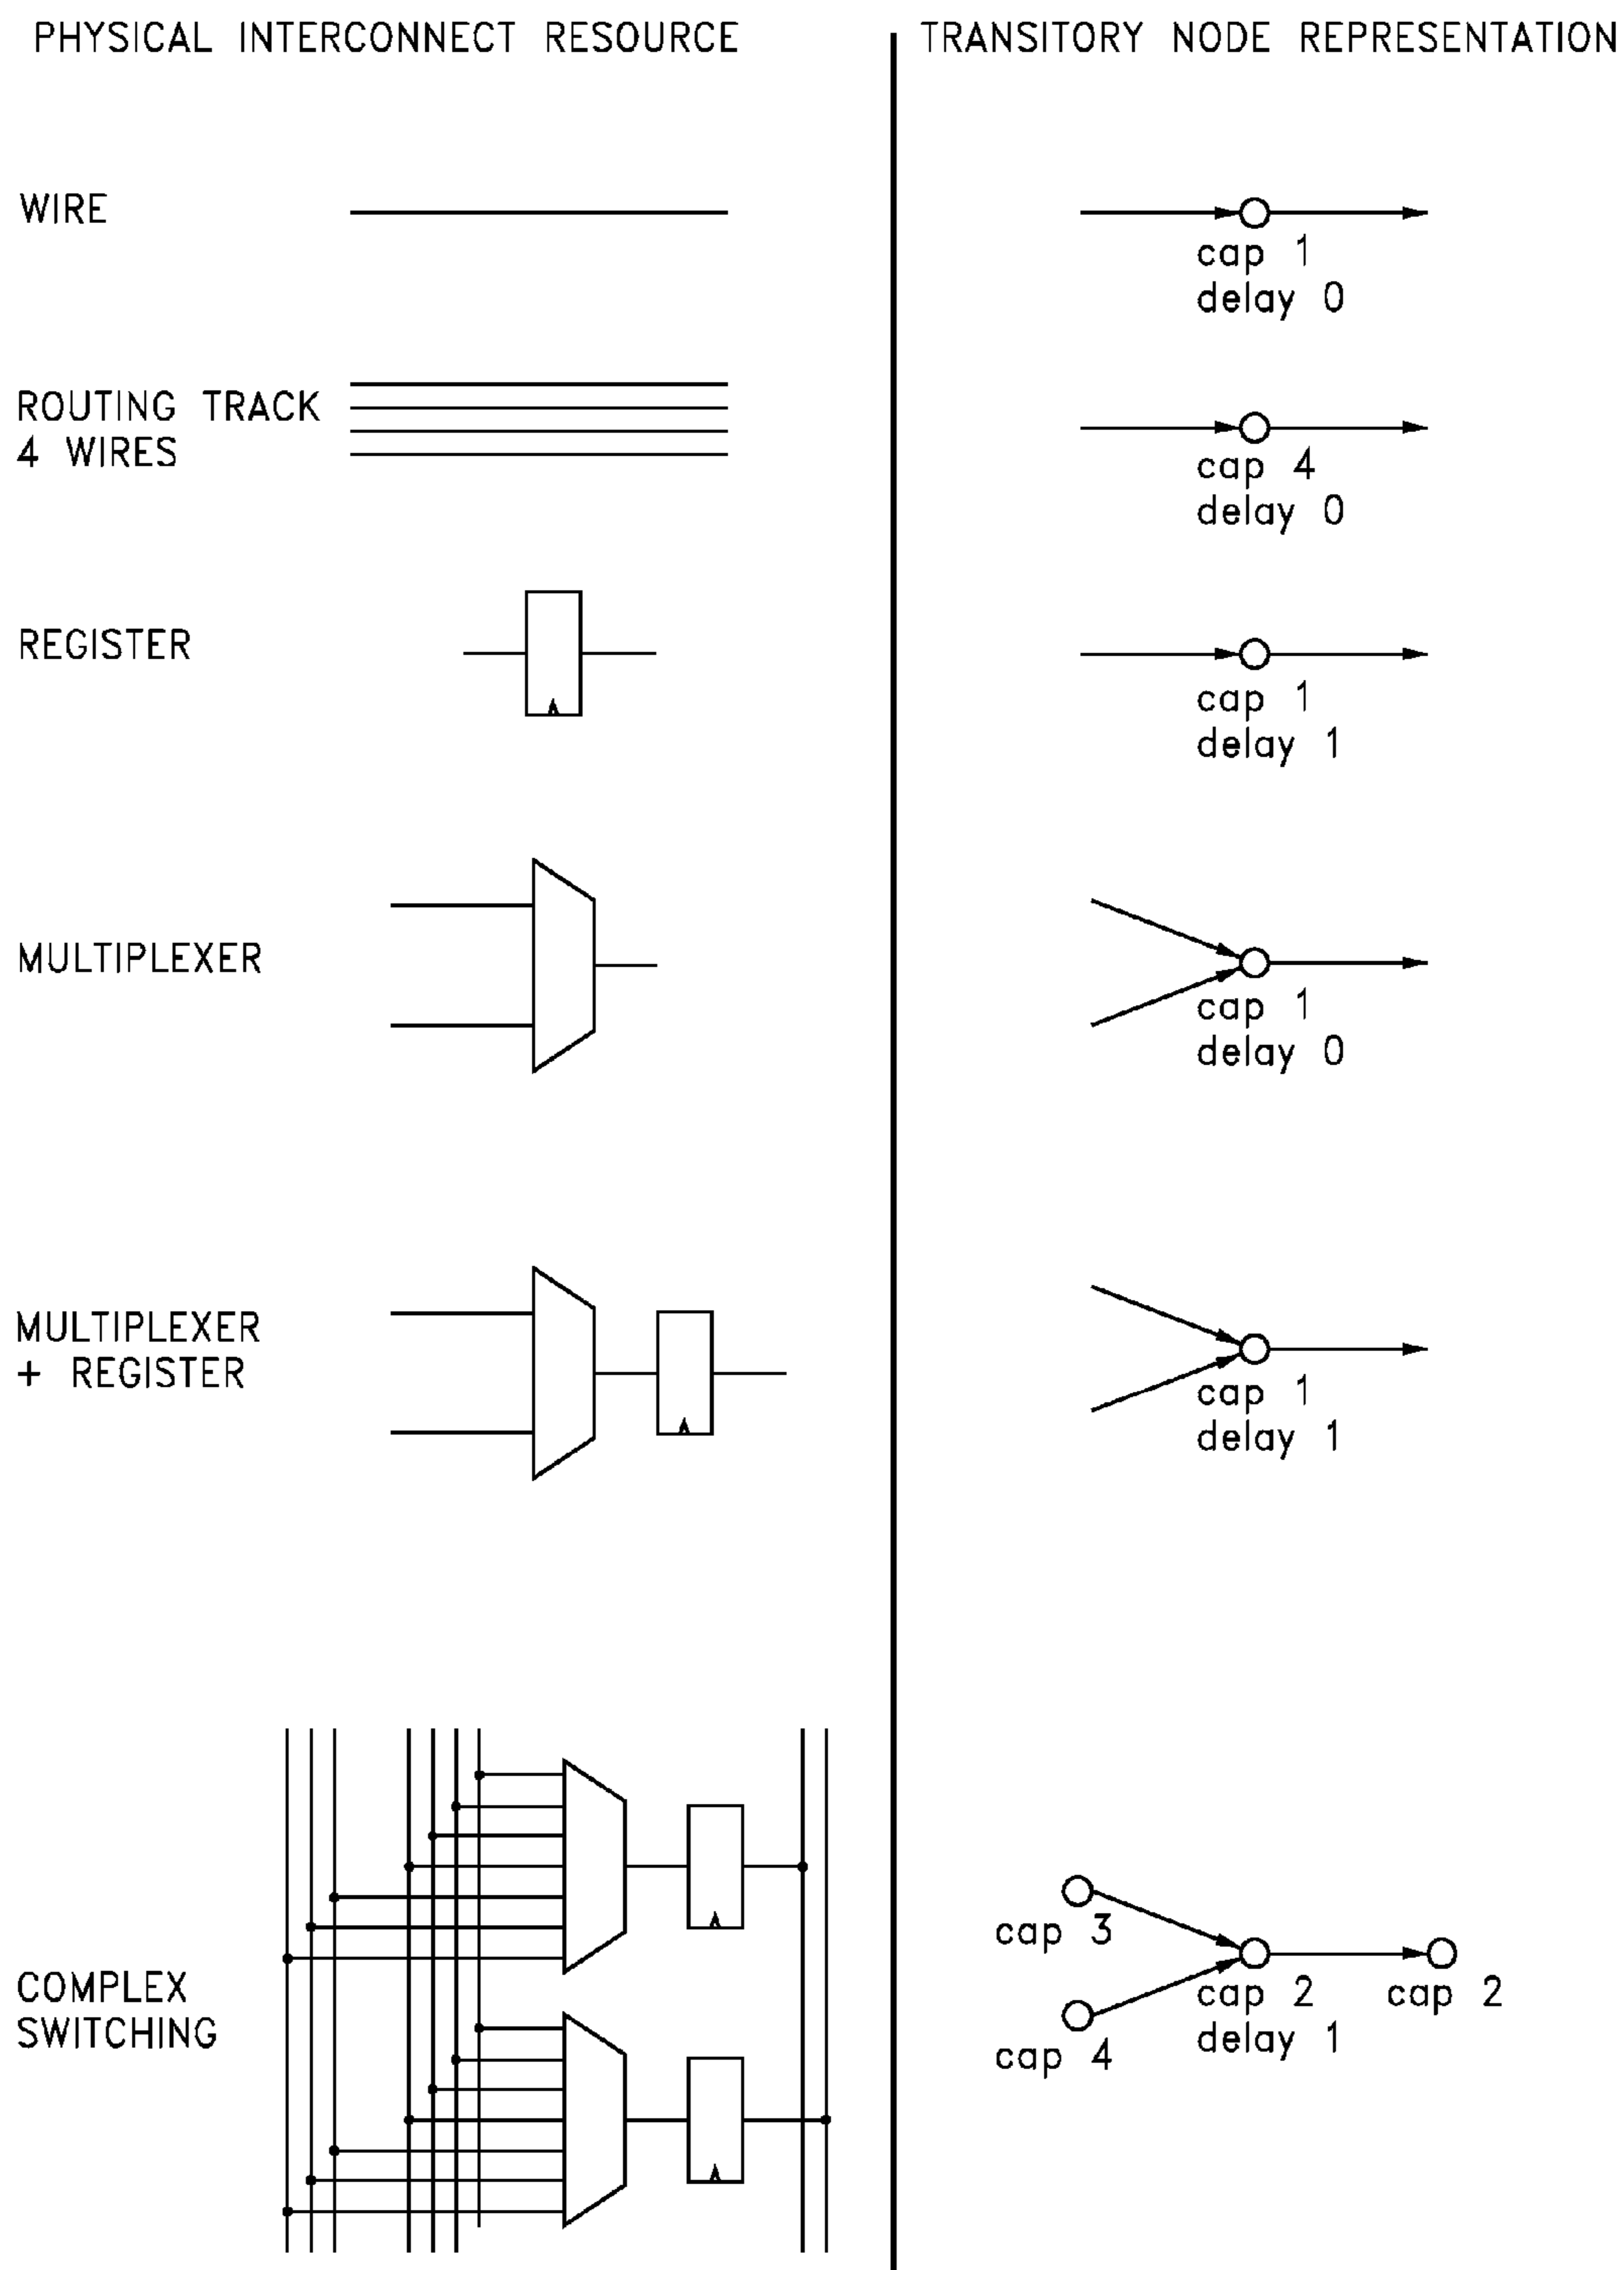 PHYSICAL INTERCONNECT RESOURCE
TRANSITORY NODE REPRESENTATION
WIRE
cap 1
delay 0
ROUTING TRACK
4 WIRES
cap 4
delay 0
REGISTER
cap 1
delay 1
MULTIPLEXER
cap 1
delay 0
MULTIPLEXER
+ REGISTER
cap 1
delay 1
COMPLEX
SWITCHING
cap 3
cap 4
cap 2
delay 1
cap 2